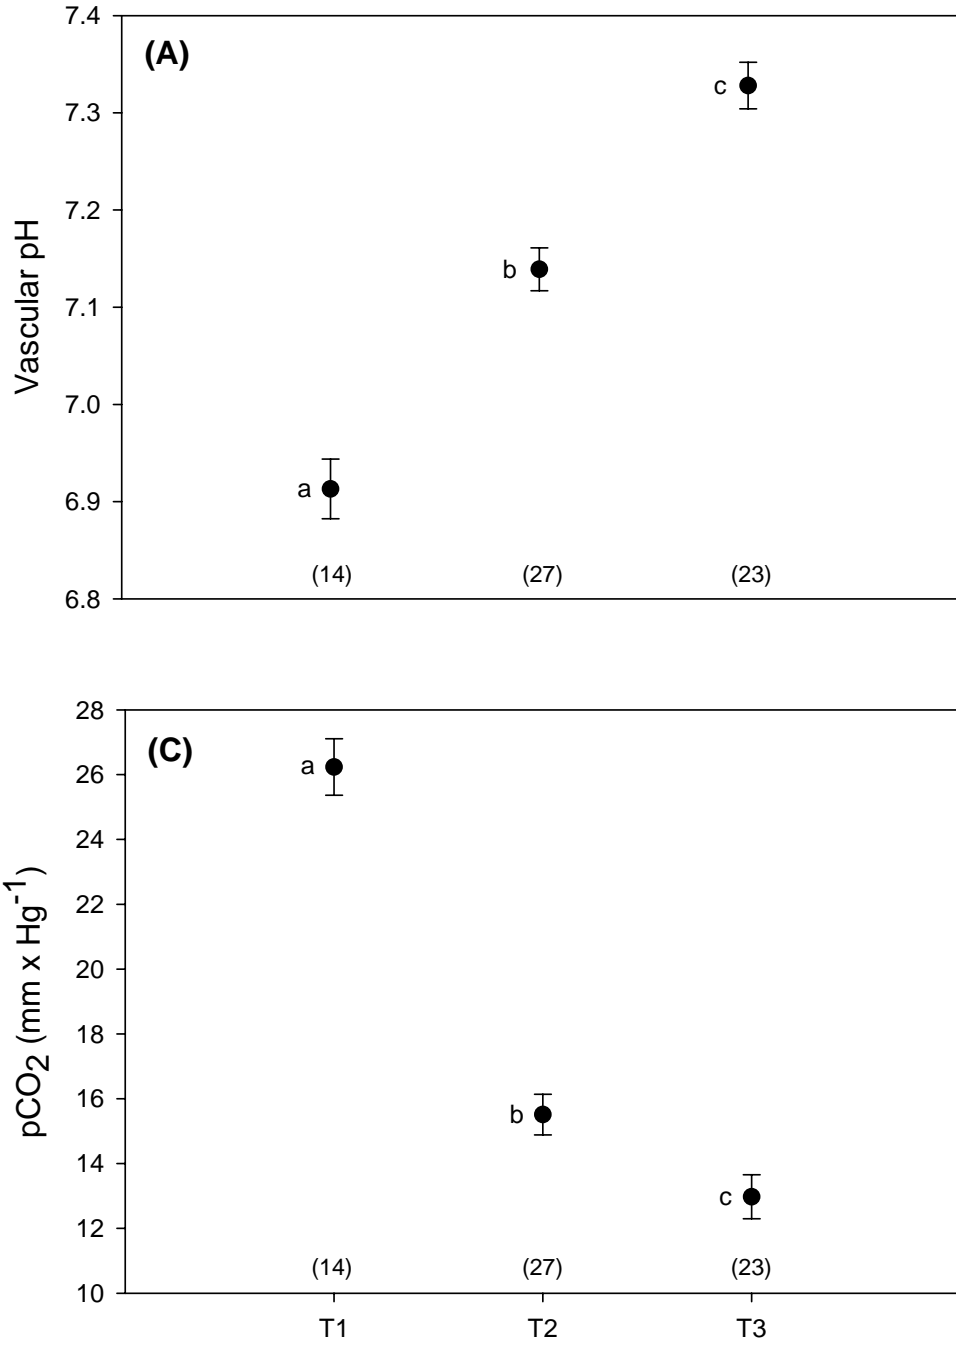 (A)
Vascular pH
7.4
7.3
7.2
7.1
7.0
6.9
6.8
c
b
a
(14) (27) (23)
(C)
pCO2 (mm x Hg-1)
28
26
24
22
20
18
16
14
12
10
a
b
c
(14) (27) (23)
T1 T2 T3